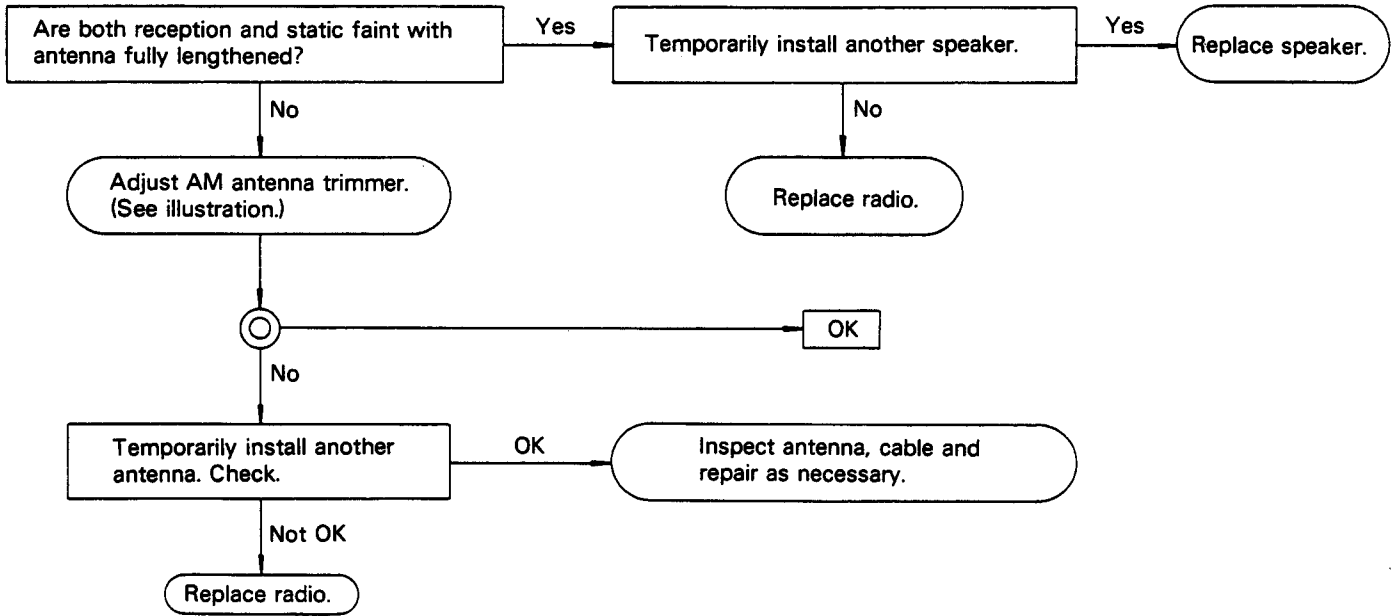 Are both reception and static faint with
antenna fully lengthened?
Yes
Temporarily install another speaker.
Yes
Replace speaker.
No
No
Adjust AM antenna trimmer.
(See illustration.)
Replace radio.
OK
No
Temporarily install another
antenna. Check.
OK
Inspect antenna, cable and
repair as necessary.
Not OK
Replace radio.